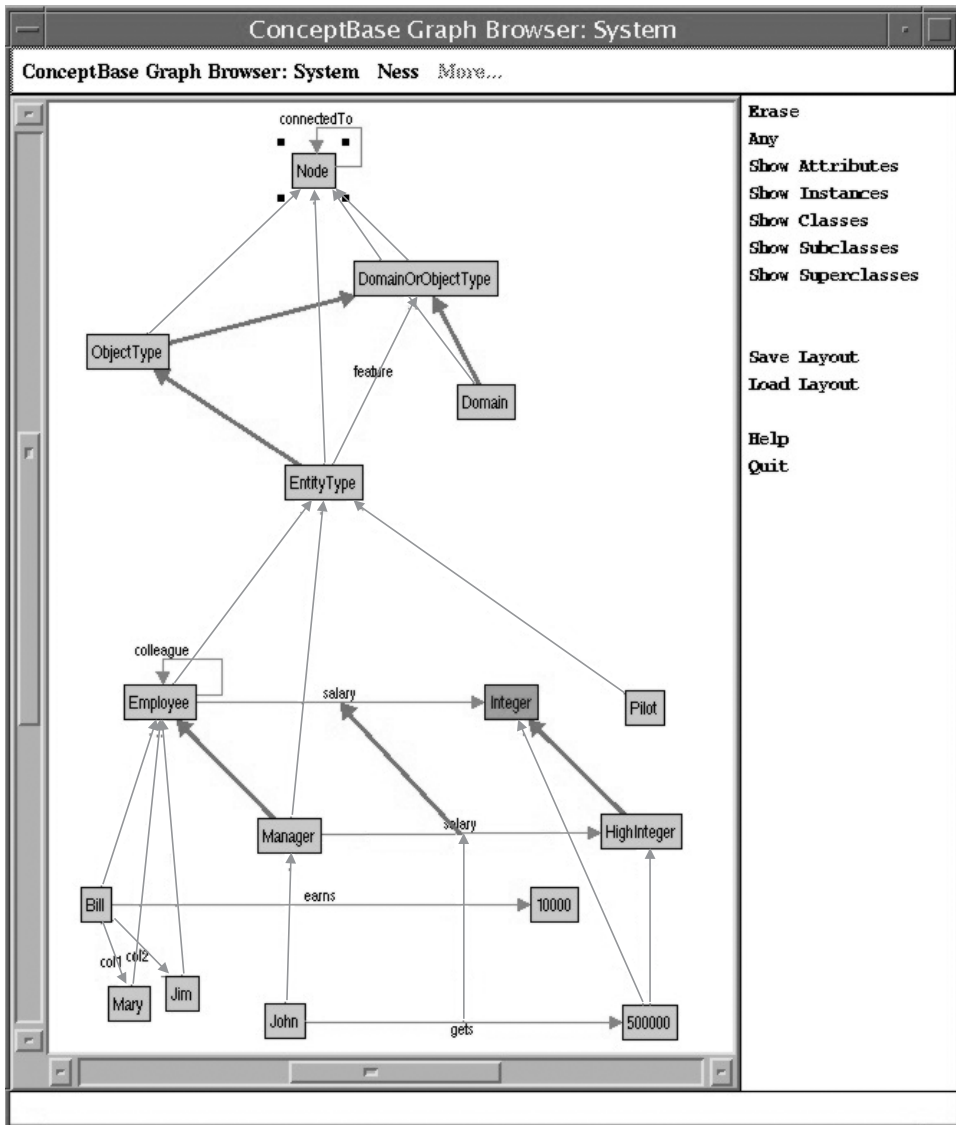 ConceptBase Graph Browser: System
ConceptBase Graph Browser: System Ness More...
connectedTo
Node
DomainOrObjectType
ObjectType
feature
Domain
EntityType
colleague
Employee
salary
Integer
Pilot
Manager
salary
HighInteger
Bill
earns
10000
col1
col2
Mary
Jim
John
gets
500000
Erase
Any
Show Attributes
Show Instances
Show Classes
Show Subclasses
Show Superclasses
Save Layout
Load Layout
Help
Quit